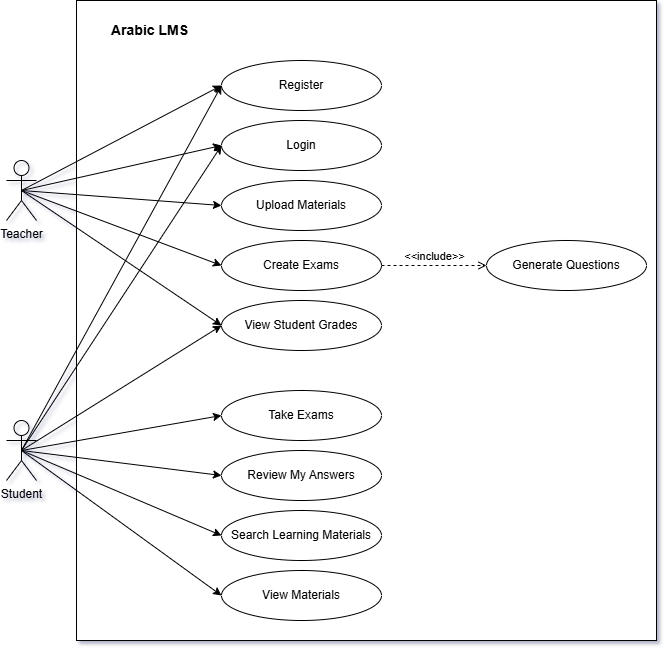 Arabic LMS
Register
Login
Teacher
Upload Materials
Create Exams
<<include>>
Generate Questions
View Student Grades
Take Exams
Student
Review My Answers
Search Learning Materials
View Materials